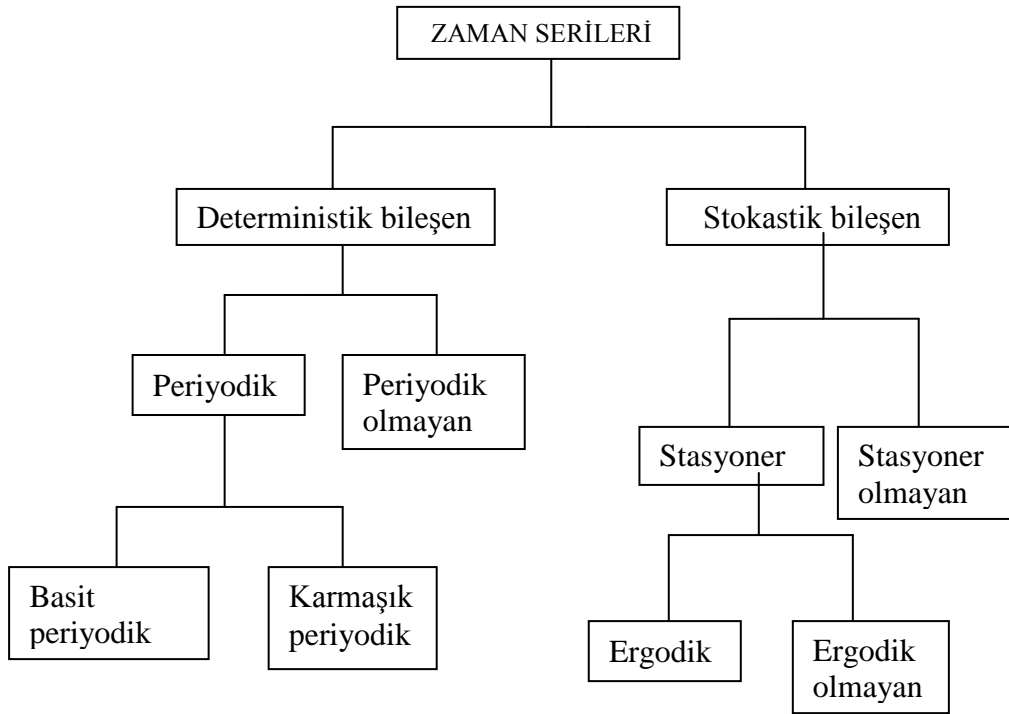 ZAMAN SERİLERİ
Deterministik bileşen
Stokastik bileşen
Periyodik
Periyodik
olmayan
Stasyoner
Stasyoner
olmayan
Basit
periyodik
Karmaşık
periyodik
Ergodik
Ergodik
olmayan